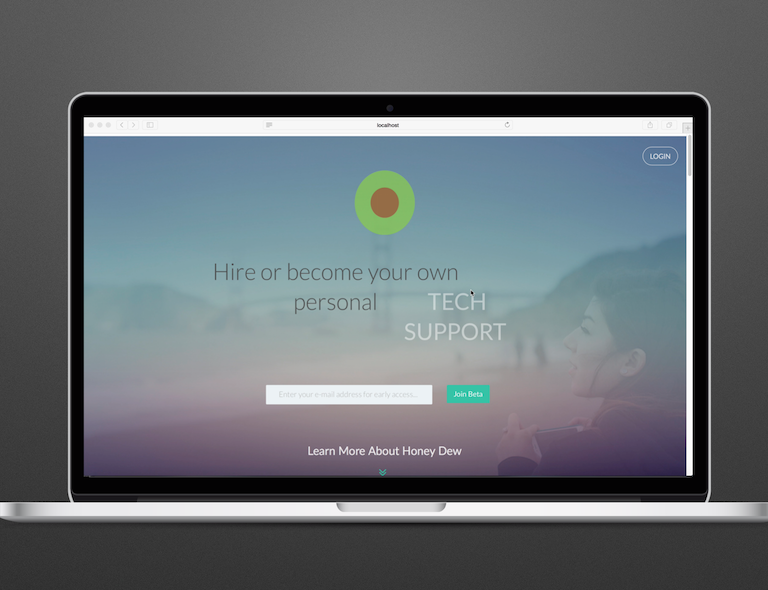 localhost
LOGIN
Hire or become your own
personal TECH
SUPPORT
Enter your e-mail address for early access...
Join Beta
Learn More About Honey Dew